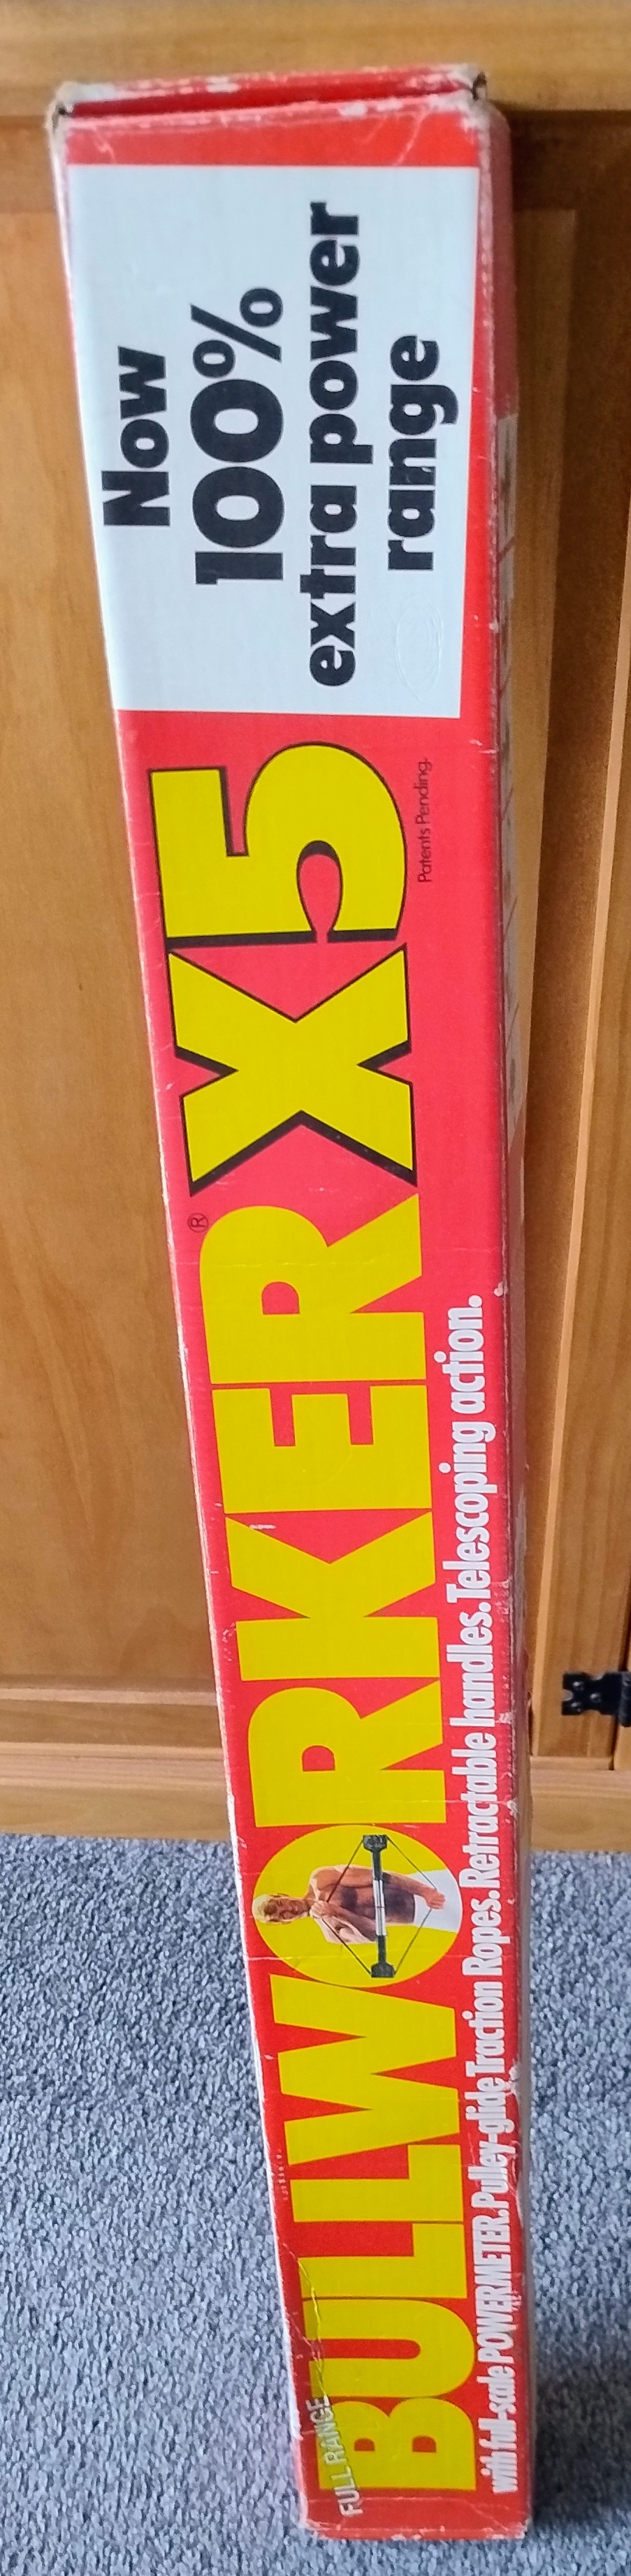 FULL RANGE
BULLWORKER® X5
Patents Pending.
with full-scale POWERMETER. Pulley-glide Traction Ropes. Retractable handles. Telescoping action.
Now
100%
extra power
range